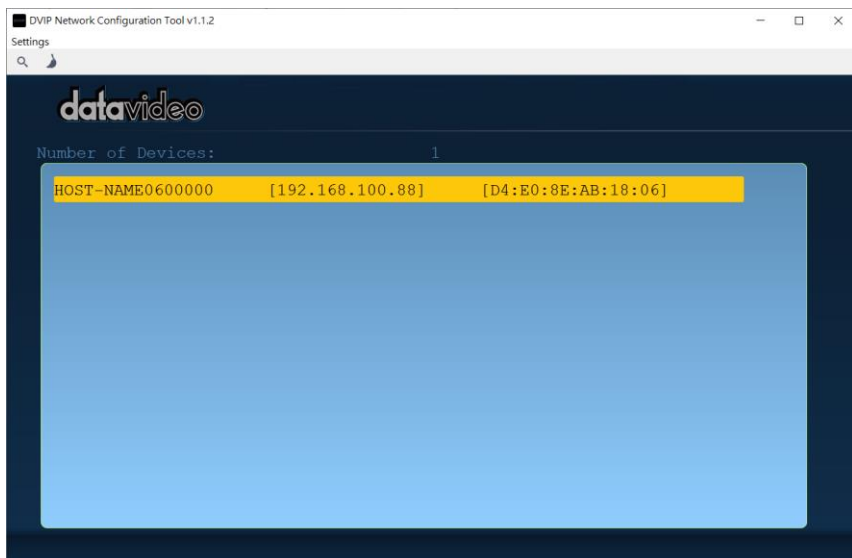 DVIP Network Configuration Tool v1.1.2
Settings
datavideo
Number of Devices: 1
HOST-NAME0600000 [192.168.100.88] [D4:E0:8E:AB:18:06]